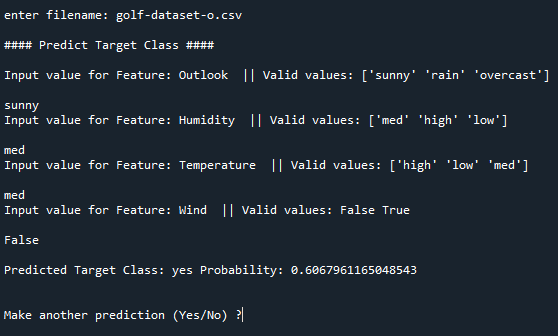 enter filename: golf-dataset-o.csv
#### Predict Target Class ####
Input value for Feature: Outlook  || Valid values: ['sunny' 'rain' 'overcast']
sunny
Input value for Feature: Humidity  || Valid values: ['med' 'high' 'low']
med
Input value for Feature: Temperature  || Valid values: ['high' 'low' 'med']
med
Input value for Feature: Wind  || Valid values: False True
False
Predicted Target Class: yes Probability: 0.6067961165048543
Make another prediction (Yes/No) ?